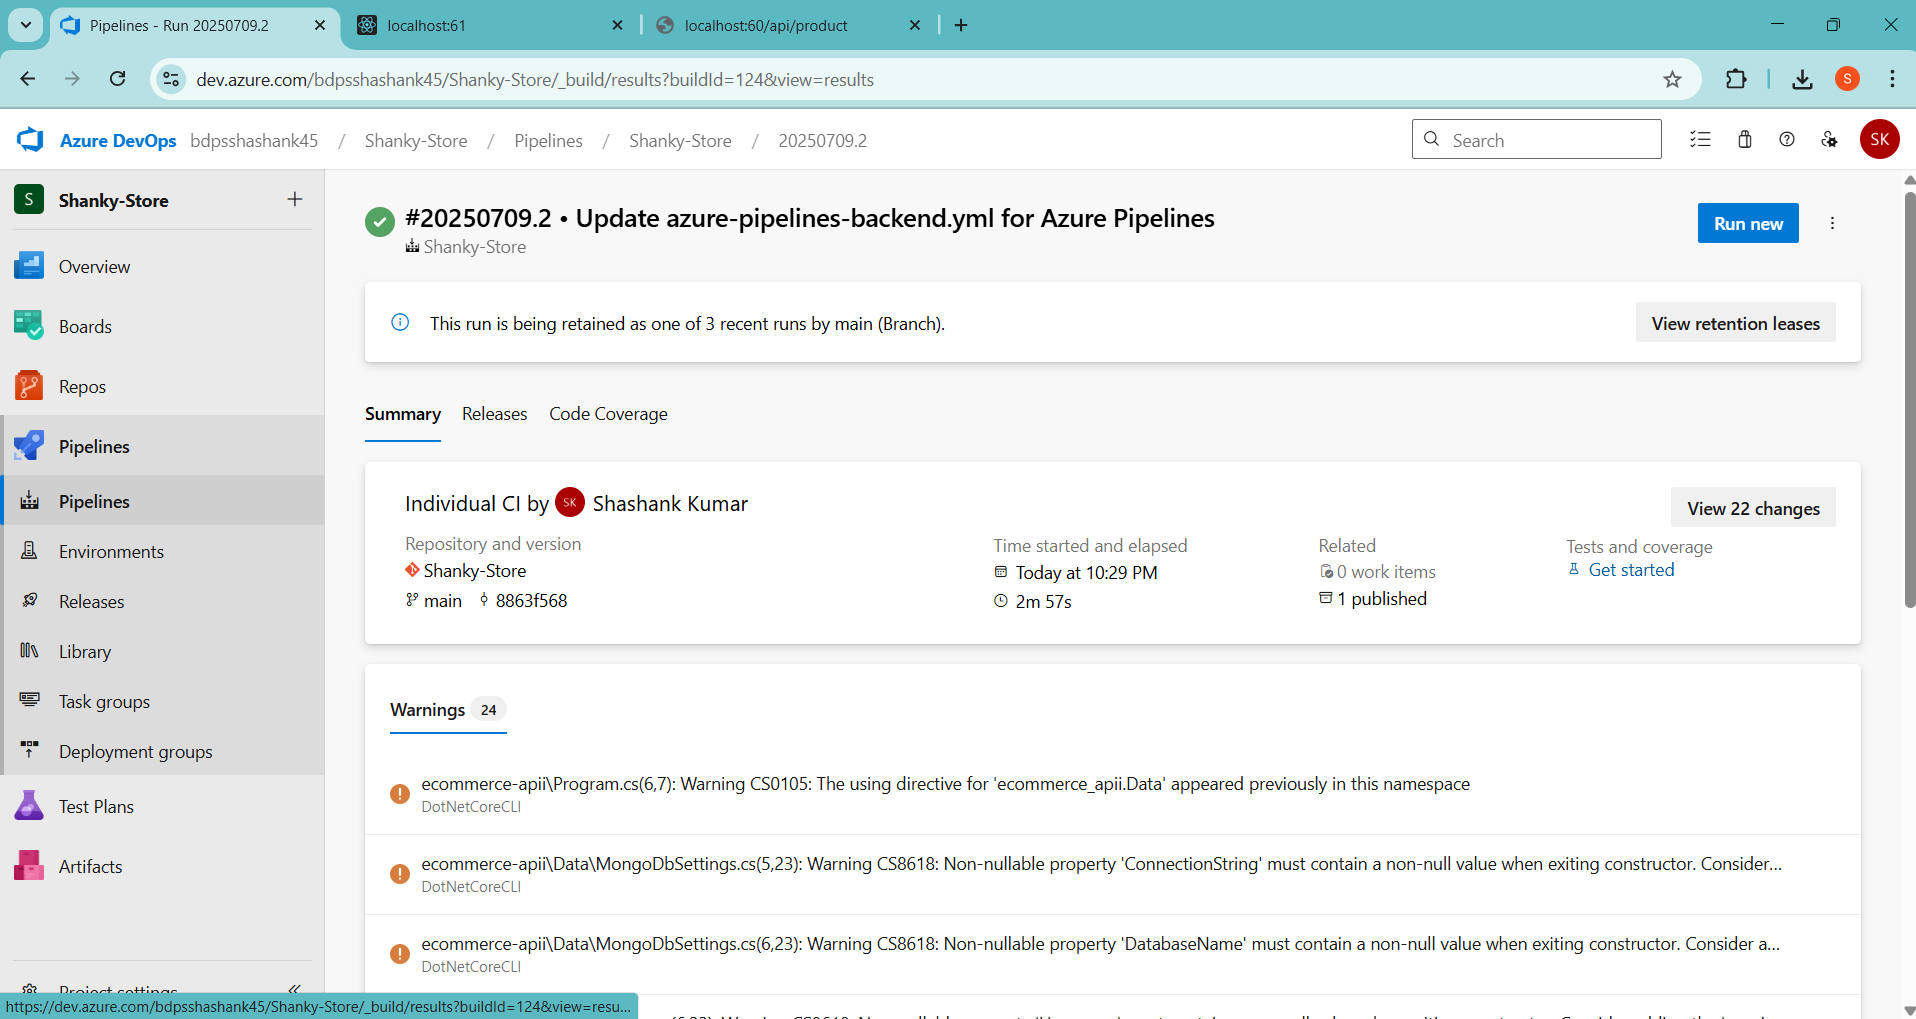 Pipelines - Run 20250709.2
localhost:61
localhost:60/api/product
dev.azure.com/bdpsshashank45/Shanky-Store/_build/results?buildId=124&view=results
S
Azure DevOps bdpsshashank45 / Shanky-Store / Pipelines / Shanky-Store / 20250709.2
Search
SK
S Shanky-Store
Overview
Boards
Repos
Pipelines
Pipelines
Environments
Releases
Library
Task groups
Deployment groups
Test Plans
Artifacts
Project settings
#20250709.2 • Update azure-pipelines-backend.yml for Azure Pipelines
Shanky-Store
Run new
This run is being retained as one of 3 recent runs by main (Branch).
View retention leases
Summary Releases Code Coverage
Individual CI by SK Shashank Kumar
View 22 changes
Repository and version
Shanky-Store
main 8863f568
Time started and elapsed
Today at 10:29 PM
2m 57s
Related
0 work items
1 published
Tests and coverage
Get started
Warnings 24
ecommerce-apii\Program.cs(6,7): Warning CS0105: The using directive for 'ecommerce_apii.Data' appeared previously in this namespace
DotNetCoreCLI
ecommerce-apii\Data\MongoDbSettings.cs(5,23): Warning CS8618: Non-nullable property 'ConnectionString' must contain a non-null value when exiting constructor. Consider...
DotNetCoreCLI
ecommerce-apii\Data\MongoDbSettings.cs(6,23): Warning CS8618: Non-nullable property 'DatabaseName' must contain a non-null value when exiting constructor. Consider a...
DotNetCoreCLI
https://dev.azure.com/bdpsshashank45/Shanky-Store/_build/results?buildId=124&view=resu...